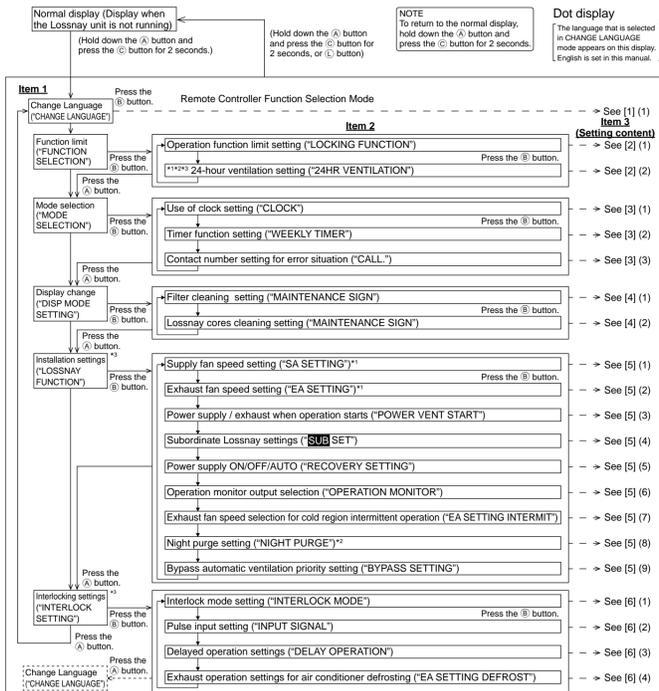 Normal display (Display when
the Lossnay unit is not running)
(Hold down the Ⓐ button and
press the Ⓒ button for 2 seconds.)
(Hold down the Ⓐ button
and press the Ⓒ button for
2 seconds, or Ⓛ button)
NOTE
To return to the normal display,
hold down the Ⓐ button and
press the Ⓒ button for 2 seconds.
Dot display
The language that is selected
in CHANGE LANGUAGE
mode appears on this display.
English is set in this manual.
Item 1
Press the
Ⓑ button.
Remote Controller Function Selection Mode
Change Language
("CHANGE LANGUAGE")
See [1] (1)
Item 2
Item 3
(Setting content)
Function limit
("FUNCTION
SELECTION")
Press the
Ⓑ button.
Operation function limit setting ("LOCKING FUNCTION")
See [2] (1)
Press the Ⓑ button.
*1*2*3 24-hour ventilation setting ("24HR VENTILATION")
See [2] (2)
Press the
Ⓐ button.
Mode selection
("MODE
SELECTION")
Press the
Ⓑ button.
Use of clock setting ("CLOCK")
See [3] (1)
Press the Ⓑ button.
Timer function setting ("WEEKLY TIMER")
See [3] (2)
Contact number setting for error situation ("CALL.")
See [3] (3)
Press the
Ⓐ button.
Display change
("DISP MODE
SETTING")
Press the
Ⓑ button.
Filter cleaning setting ("MAINTENANCE SIGN")
See [4] (1)
Press the Ⓑ button.
Lossnay cores cleaning setting ("MAINTENANCE SIGN")
See [4] (2)
Press the
Ⓐ button.
Installation settings *3
("LOSSNAY
FUNCTION")
Press the
Ⓑ button.
Supply fan speed setting ("SA SETTING")*1
See [5] (1)
Press the Ⓑ button.
Exhaust fan speed setting ("EA SETTING")*1
See [5] (2)
Power supply / exhaust when operation starts ("POWER VENT START")
See [5] (3)
Subordinate Lossnay settings ("SUB SET")
See [5] (4)
Power supply ON/OFF/AUTO ("RECOVERY SETTING")
See [5] (5)
Operation monitor output selection ("OPERATION MONITOR")
See [5] (6)
Exhaust fan speed selection for cold region intermittent operation ("EA SETTING INTERMIT")
See [5] (7)
Night purge setting ("NIGHT PURGE")*2
See [5] (8)
Bypass automatic ventilation priority setting ("BYPASS SETTING")
See [5] (9)
Press the
Ⓐ button.
Interlocking settings *3
("INTERLOCK
SETTING")
Press the
Ⓑ button.
Interlock mode setting ("INTERLOCK MODE")
See [6] (1)
Press the Ⓑ button.
Pulse input setting ("INPUT SIGNAL")
See [6] (2)
Delayed operation settings ("DELAY OPERATION")
See [6] (3)
Exhaust operation settings for air conditioner defrosting ("EA SETTING DEFROST")
See [6] (4)
Press the
Ⓐ button.
Press the
Ⓐ button.
Change Language
("CHANGE LANGUAGE")